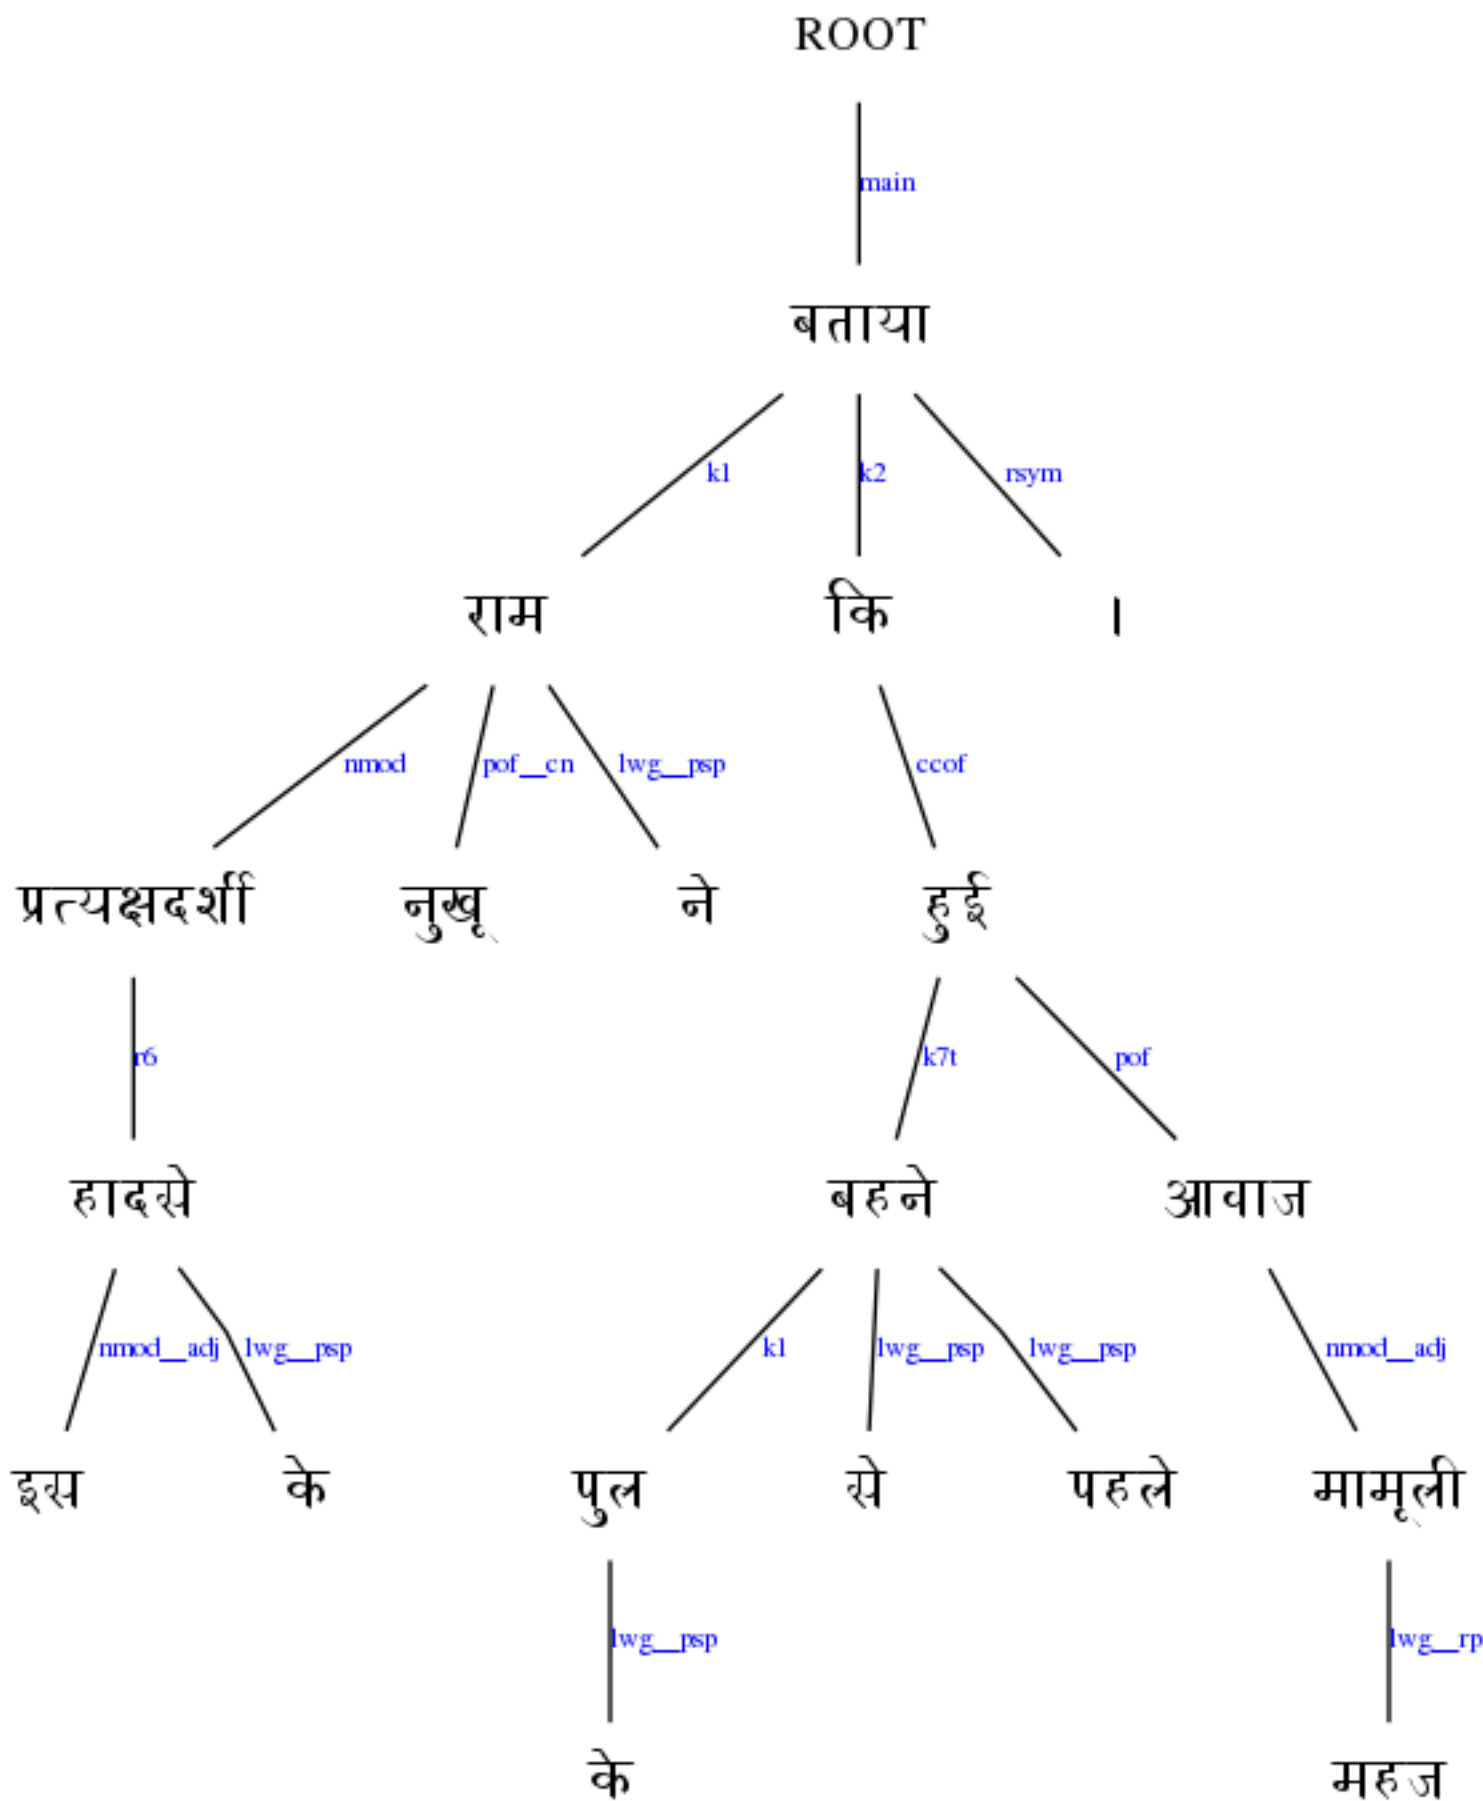 ROOT
main
बताया
k1 k2 rsym
राम कि ।
nmod pof__cn lwg__psp ccof
प्रत्यक्षदर्शी नुखू ने हुई
r6 k7t pof
हादसे बहने आवाज
nmod__adj lwg__psp k1 lwg__psp lwg__psp nmod__adj
इस के पुल से पहले मामूली
lwg__psp lwg__rp
के महज